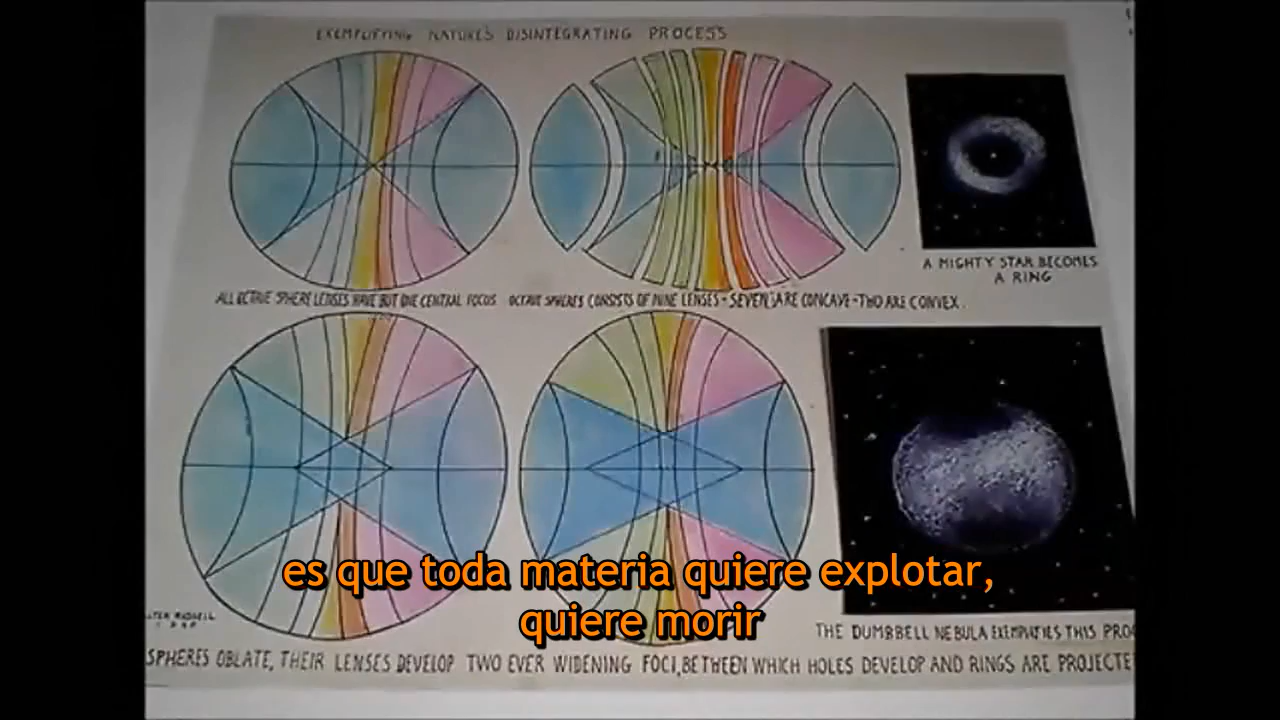 EXEMPLIFYING NATURE'S DISINTEGRATING PROCESS
A MIGHTY STAR BECOMES
A RING
ALL OCTAVE SPHERE LENSES HAVE BUT ONE CENTRAL FOCUS
OCTAVE SPHERES CONSISTS OF NINE LENSES - SEVEN ARE CONCAVE - TWO ARE CONVEX.
es que toda materia quiere explotar,
quiere morir
LTER RUSSELL
THE DUMBBELL NEBULA EXEMPLIFIES THIS PRO
SPHERES OBLATE, THEIR LENSES DEVELOP TWO EVER WIDENING FOCI, BETWEEN WHICH HOLES DEVELOP AND RINGS ARE PROJECTE